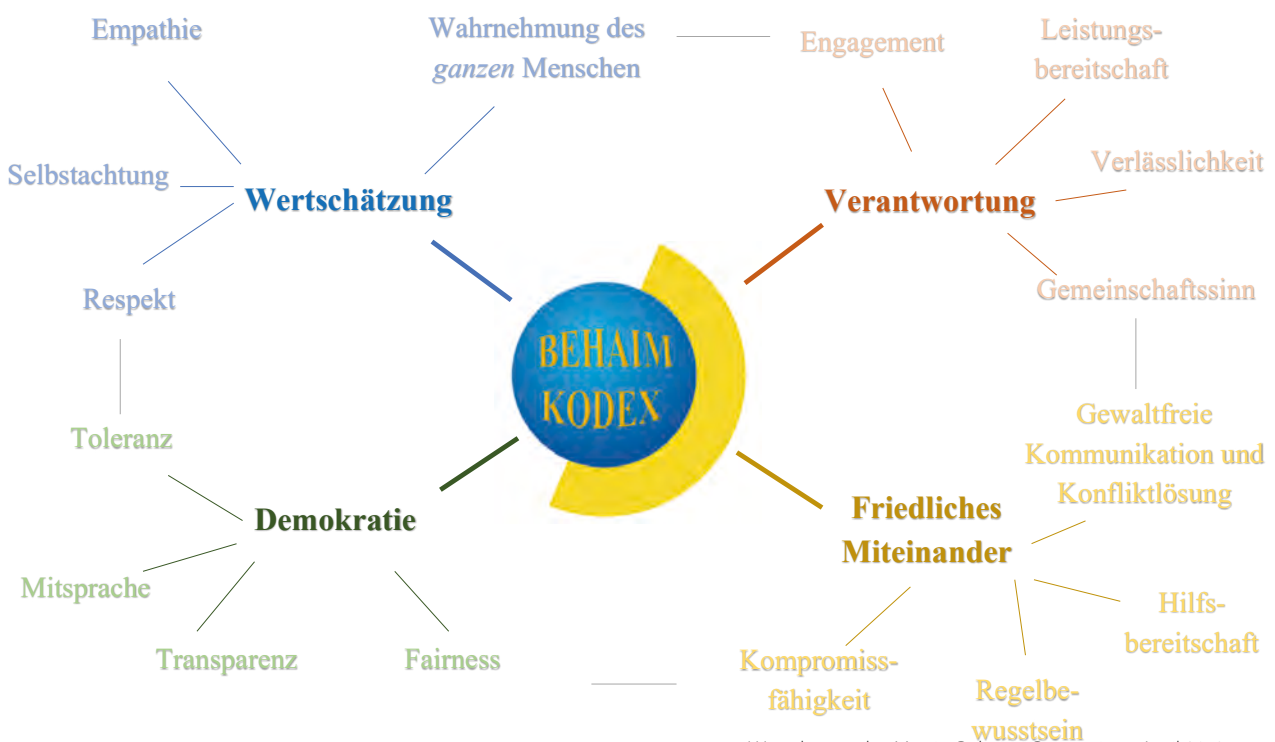 Empathie
Wahrnehmung des
ganzen Menschen
Selbstachtung
Wertschätzung
Respekt
Engagement
Leistungs-
bereitschaft
Verlässlichkeit
Verantwortung
Gemeinschaftssinn
BEHAIM
KODEX
Toleranz
Demokratie
Mitsprache
Transparenz
Fairness
Gewaltfreie
Kommunikation und
Konfliktlösung
Friedliches
Miteinander
Hilfs-
bereitschaft
Kompromiss-
fähigkeit
Regelbe-
wusstsein